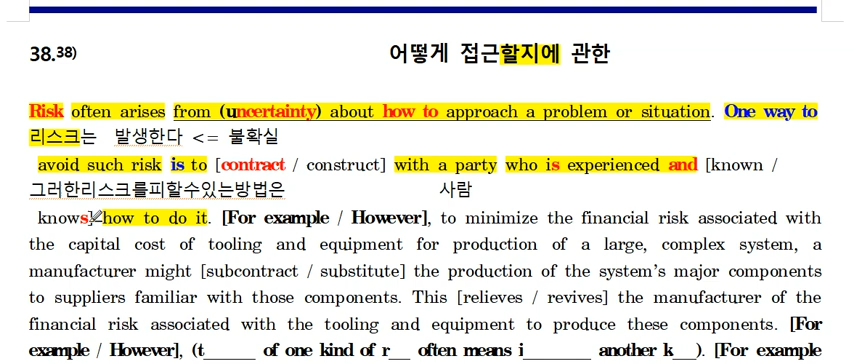 38.38) 어떻게 접근할지에 관한
Risk often arises from (uncertainty) about how to approach a problem or situation. One way to
리스크는 발생한다 <= 불확실
avoid such risk is to [contract / construct] with a party who is experienced and [known /
그러한리스크를피할수있는방법은 사람
knows] how to do it. [For example / However], to minimize the financial risk associated with
the capital cost of tooling and equipment for production of a large, complex system, a
manufacturer might [subcontract / substitute] the production of the system's major components
to suppliers familiar with those components. This [relieves / revives] the manufacturer of the
financial risk associated with the tooling and equipment to produce these components. [For
example / However], (t______ of one kind of r___ often means i________ another k___). [For example